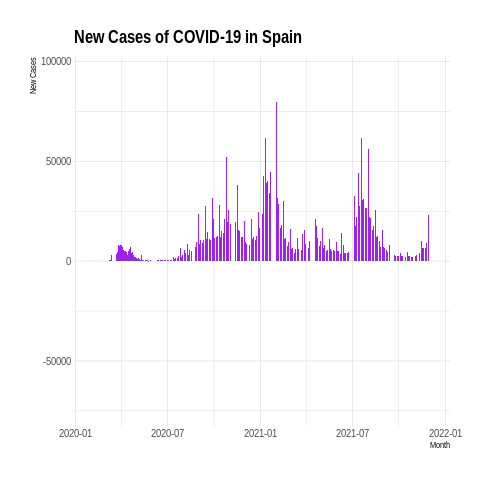 New Cases of COVID-19 in Spain
New Cases
100000
50000
0
-50000
2020-01 2020-07 2021-01 2021-07 2022-01
Month